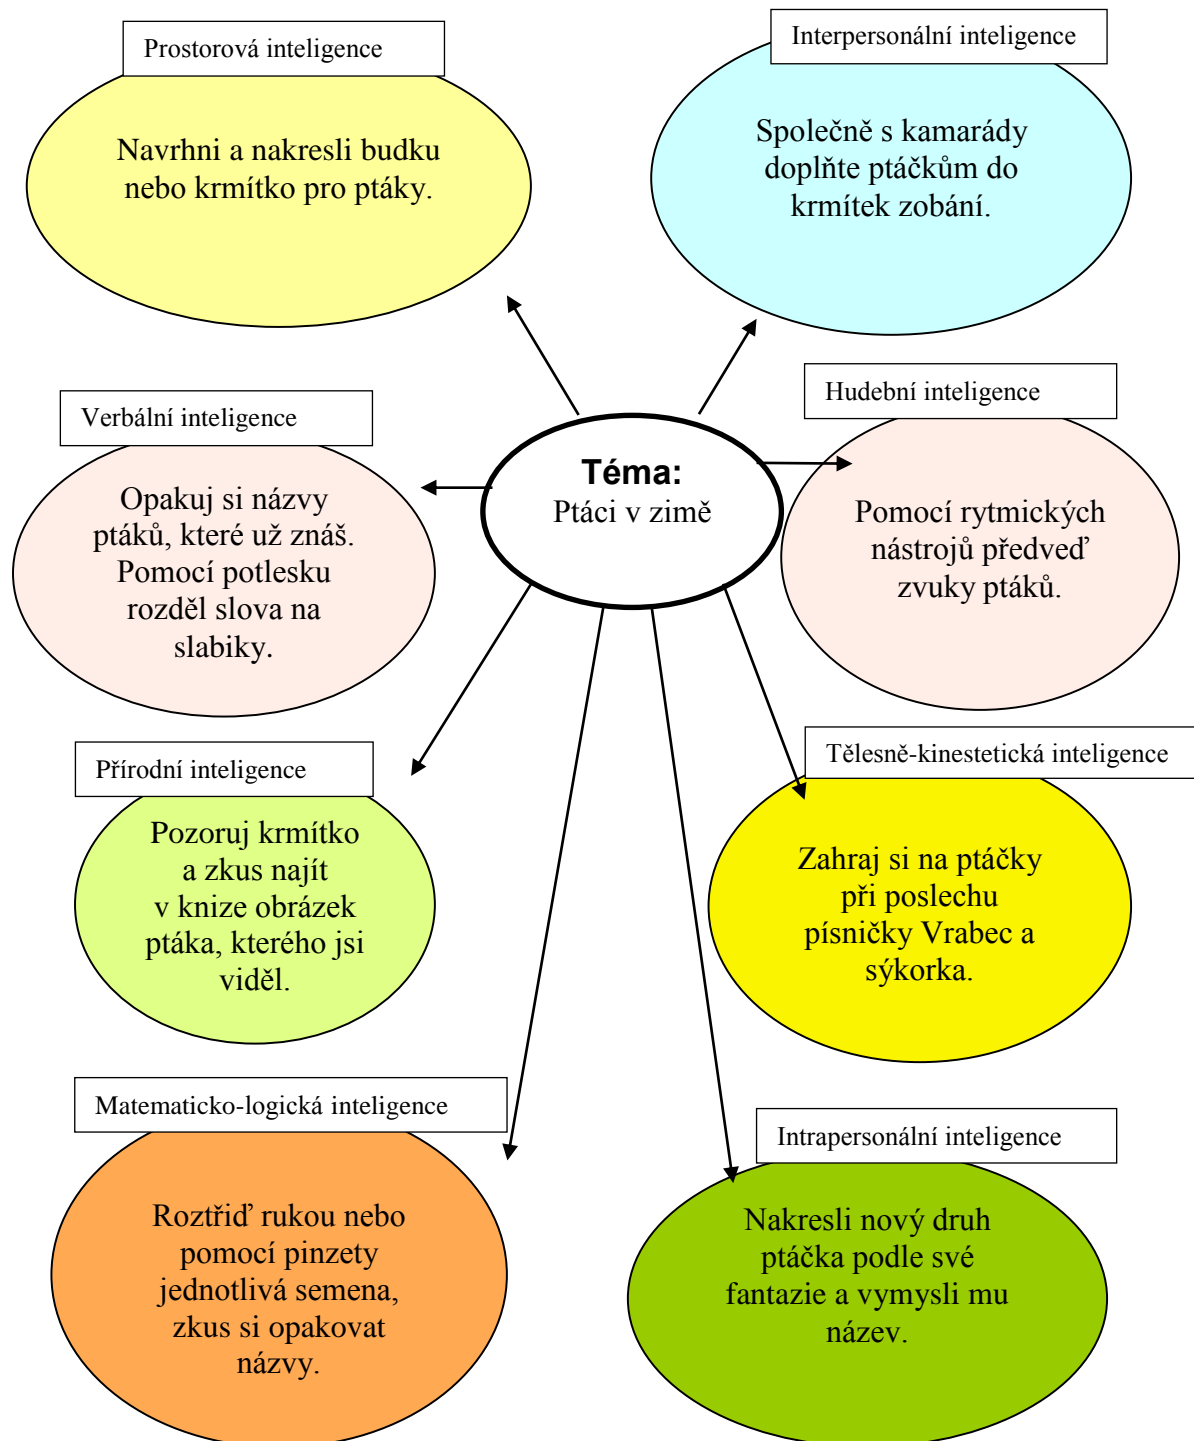 Prostorová inteligence
Navrhni a nakresli budku
nebo krmítko pro ptáky.
Interpersonální inteligence
Společně s kamarády
doplňte ptáčkům do
krmítek zobání.
Verbální inteligence
Opakuj si názvy
ptáků, které už znáš.
Pomocí potlesku
rozděl slova na
slabiky.
Téma:
Ptáci v zimě
Hudební inteligence
Pomocí rytmických
nástrojů předveď
zvuky ptáků.
Přírodní inteligence
Pozoruj krmítko
a zkus najít
v knize obrázek
ptáka, kterého jsi
viděl.
Tělesně-kinestetická inteligence
Zahraj si na ptáčky
při poslechu
písničky Vrabec a
sýkorka.
Matematicko-logická inteligence
Roztřiď rukou nebo
pomocí pinzety
jednotlivá semena,
zkus si opakovat
názvy.
Intrapersonální inteligence
Nakresli nový druh
ptáčka podle své
fantazie a vymysli mu
název.